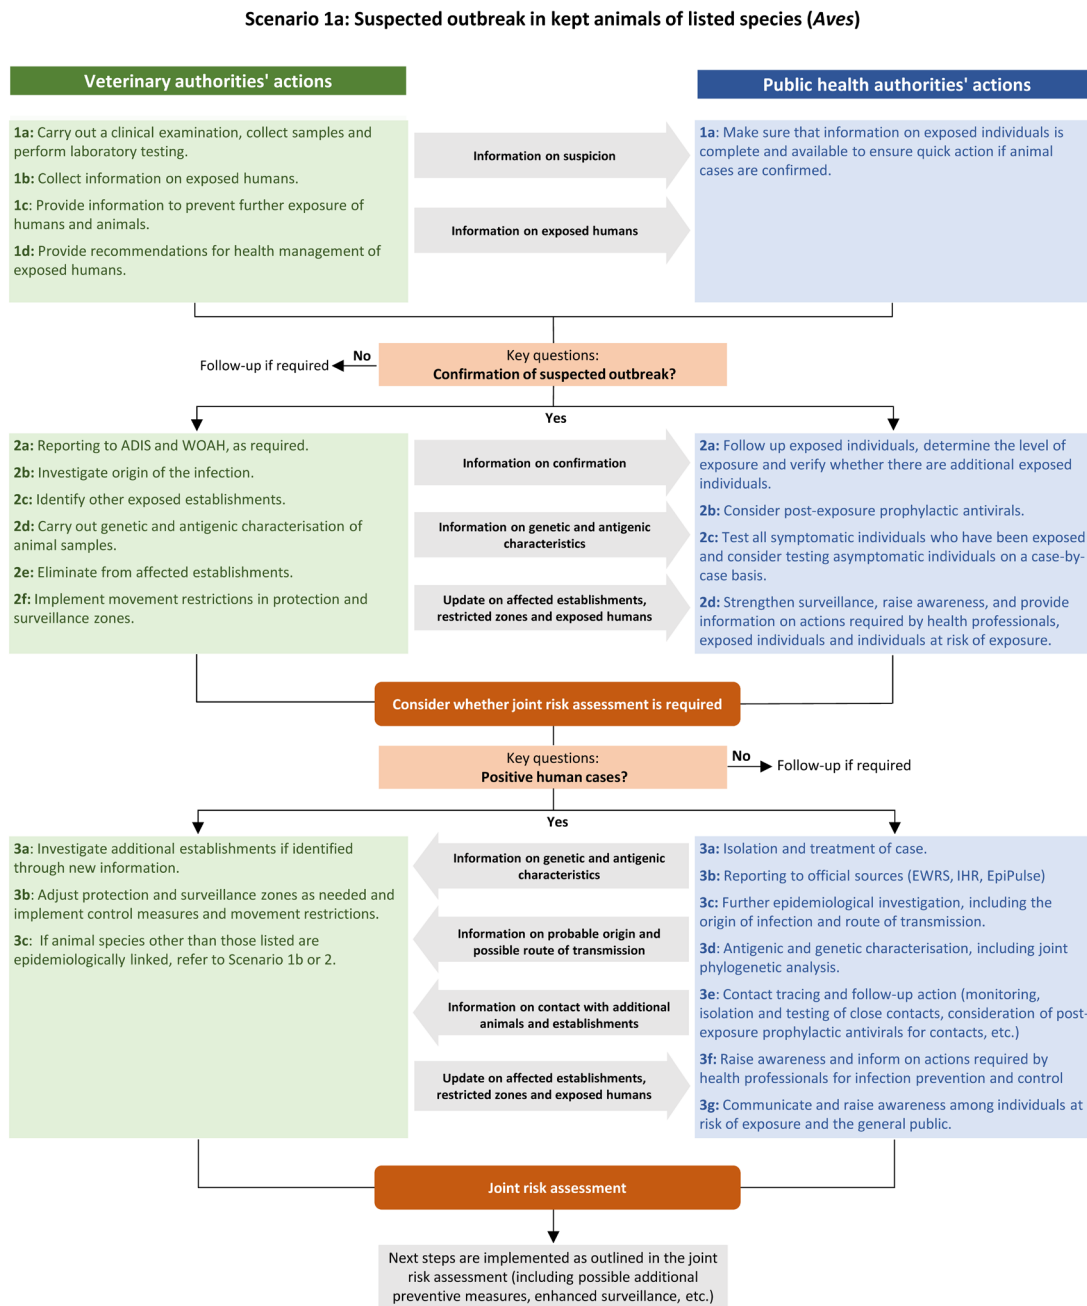 Scenario 1a: Suspected outbreak in kept animals of listed species (Aves)
Veterinary authorities' actions
Public health authorities' actions
1a: Carry out a clinical examination, collect samples and
perform laboratory testing.
1b: Collect information on exposed humans.
1c: Provide information to prevent further exposure of
humans and animals.
1d: Provide recommendations for health management of
exposed humans.
Information on suspicion
Information on exposed humans
1a: Make sure that information on exposed individuals is
complete and available to ensure quick action if animal
cases are confirmed.
Key questions:
Confirmation of suspected outbreak?
No
Follow-up if required
Yes
2a: Reporting to ADIS and WOAH, as required.
2b: Investigate origin of the infection.
2c: Identify other exposed establishments.
2d: Carry out genetic and antigenic characterisation of
animal samples.
2e: Eliminate from affected establishments.
2f: Implement movement restrictions in protection and
surveillance zones.
Information on confirmation
Information on genetic and antigenic
characteristics
Update on affected establishments,
restricted zones and exposed humans
2a: Follow up exposed individuals, determine the level of
exposure and verify whether there are additional exposed
individuals.
2b: Consider post-exposure prophylactic antivirals.
2c: Test all symptomatic individuals who have been exposed
and consider testing asymptomatic individuals on a case-by-
case basis.
2d: Strengthen surveillance, raise awareness, and provide
information on actions required by health professionals,
exposed individuals and individuals at risk of exposure.
Consider whether joint risk assessment is required
Key questions:
Positive human cases?
No
Follow-up if required
Yes
3a: Investigate additional establishments if identified
through new information.
3b: Adjust protection and surveillance zones as needed and
implement control measures and movement restrictions.
3c: If animal species other than those listed are
epidemiologically linked, refer to Scenario 1b or 2.
Information on genetic and antigenic
characteristics
Information on probable origin and
possible route of transmission
Information on contact with additional
animals and establishments
Update on affected establishments,
restricted zones and exposed humans
3a: Isolation and treatment of case.
3b: Reporting to official sources (EWRS, IHR, EpiPulse)
3c: Further epidemiological investigation, including the
origin of infection and route of transmission.
3d: Antigenic and genetic characterisation, including joint
phylogenetic analysis.
3e: Contact tracing and follow-up action (monitoring,
isolation and testing of close contacts, consideration of post-
exposure prophylactic antivirals for contacts, etc.)
3f: Raise awareness and inform on actions required by
health professionals for infection prevention and control
3g: Communicate and raise awareness among individuals at
risk of exposure and the general public.
Joint risk assessment
Next steps are implemented as outlined in the joint
risk assessment (including possible additional
preventive measures, enhanced surveillance, etc.)